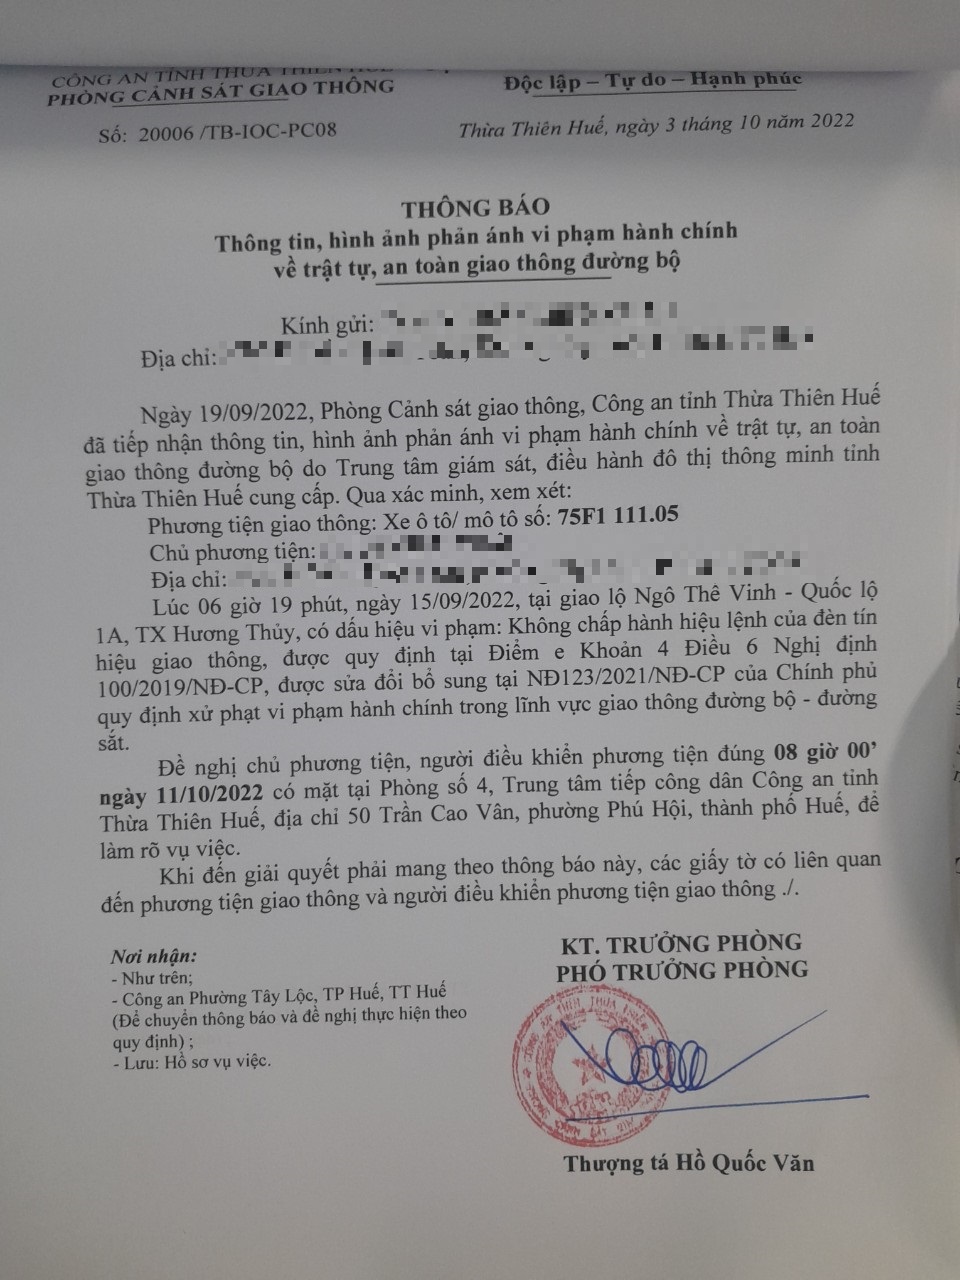 CÔNG AN TỈNH THỪA THIÊN HUẾ
PHÒNG CẢNH SÁT GIAO THÔNG
Độc lập – Tự do – Hạnh phúc
Số: 20006 /TB-IOC-PC08
Thừa Thiên Huế, ngày 3 tháng 10 năm 2022
THÔNG BÁO
Thông tin, hình ảnh phản ánh vi phạm hành chính
về trật tự, an toàn giao thông đường bộ
Kính gửi:
Địa chỉ:
Ngày 19/09/2022, Phòng Cảnh sát giao thông, Công an tỉnh Thừa Thiên Huế
đã tiếp nhận thông tin, hình ảnh phản ánh vi phạm hành chính về trật tự, an toàn
giao thông đường bộ do Trung tâm giám sát, điều hành đô thị thông minh tỉnh
Thừa Thiên Huế cung cấp. Qua xác minh, xem xét:
Phương tiện giao thông: Xe ô tô/ mô tô số: 75F1 111.05
Chủ phương tiện:
Địa chỉ:
Lúc 06 giờ 19 phút, ngày 15/09/2022, tại giao lộ Ngô Thê Vinh - Quốc lộ
1A, TX Hương Thủy, có dấu hiệu vi phạm: Không chấp hành hiệu lệnh của đèn tín
hiệu giao thông, được quy định tại Điểm e Khoản 4 Điều 6 Nghị định
100/2019/NĐ-CP, được sửa đổi bổ sung tại NĐ123/2021/NĐ-CP của Chính phủ
quy định xử phạt vi phạm hành chính trong lĩnh vực giao thông đường bộ - đường
sắt.
Đề nghị chủ phương tiện, người điều khiển phương tiện đúng 08 giờ 00’
ngày 11/10/2022 có mặt tại Phòng số 4, Trung tâm tiếp công dân Công an tỉnh
Thừa Thiên Huế, địa chỉ 50 Trần Cao Vân, phường Phú Hội, thành phố Huế, để
làm rõ vụ việc.
Khi đến giải quyết phải mang theo thông báo này, các giấy tờ có liên quan
đến phương tiện giao thông và người điều khiển phương tiện giao thông ./.
Nơi nhận:
- Như trên;
- Công an Phường Tây Lộc, TP Huế, TT Huế
(Để chuyển thông báo và đề nghị thực hiện theo
quy định) ;
- Lưu: Hồ sơ vụ việc.
KT. TRƯỞNG PHÒNG
PHÓ TRƯỞNG PHÒNG
Thượng tá Hồ Quốc Văn